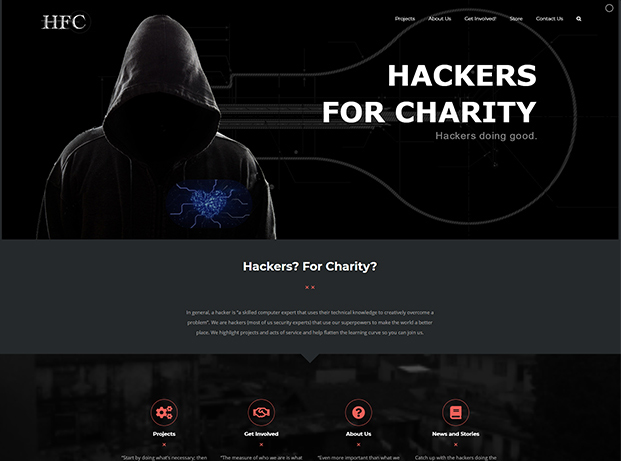 HFC
Projects About Us Get Involved! Store Contact Us
HACKERS
FOR CHARITY
Hackers doing good.
Hackers? For Charity?
In general, a hacker is "a skilled computer expert that uses their technical knowledge to creatively overcome a
problem". We are hackers (most of us security experts) that use our superpowers to make the world a better
place. We highlight projects and acts of service and help flatten the learning curve so you can join us.
Projects Get Involved About Us News and Stories
"Start by doing what's necessary; then "The measure of who we are is what "Even more important than what we Catch up with the hackers doing the